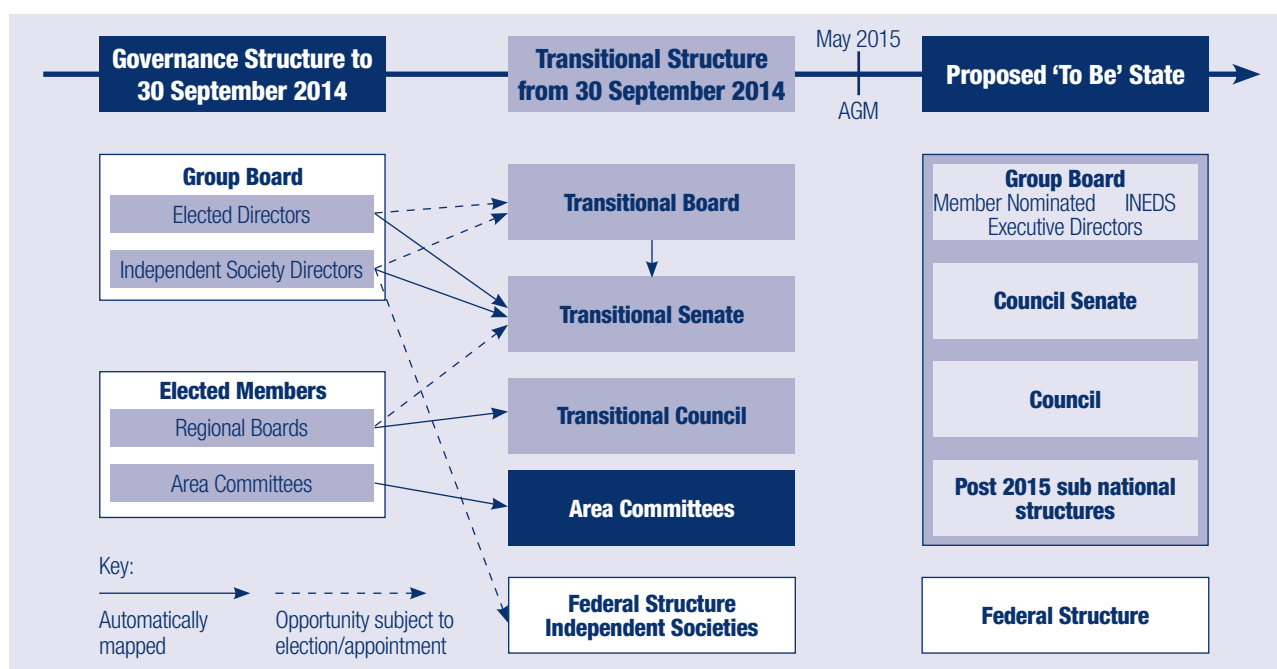 Governance Structure to
30 September 2014
Transitional Structure
from 30 September 2014
May 2015
AGM
Proposed ‘To Be’ State
Group Board
Elected Directors
Independent Society Directors
Elected Members
Regional Boards
Area Committees
Key:
Automatically
mapped
Opportunity subject to
election/appointment
Transitional Board
Transitional Senate
Transitional Council
Area Committees
Federal Structure
Independent Societies
Group Board
Member Nominated INEDS
Executive Directors
Council Senate
Council
Post 2015 sub national
structures
Federal Structure